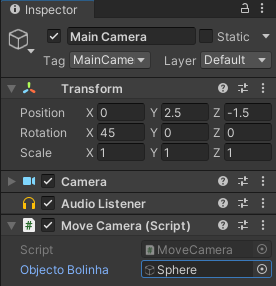 Inspector
Main Camera Static
Tag MainCame Layer Default
Transform
Position X 0 Y 2.5 Z -1.5
Rotation X 45 Y 0 Z 0
Scale X 1 Y 1 Z 1
Camera
Audio Listener
# Move Camera (Script)
Script MoveCamera
Objecto Bolinha Sphere